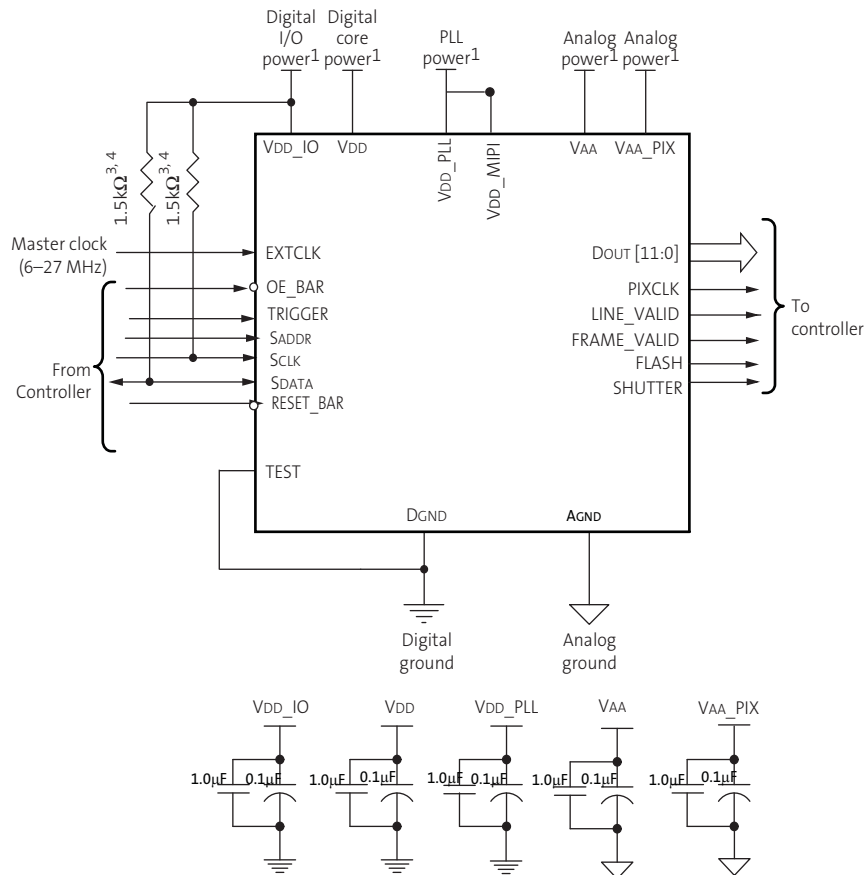 Digital I/O power1
Digital core power1
PLL power1
Analog power1
Analog power1
VDD_IO
VDD
VDD_PLL
VDD_MIPI
VAA
VAA_PIX
1.5kΩ3, 4
1.5kΩ3, 4
Master clock
(6–27 MHz)
EXTCLK
OE_BAR
TRIGGER
SADDR
SCLK
SDATA
RESET_BAR
From
Controller
TEST
DOUT [11:0]
PIXCLK
LINE_VALID
FRAME_VALID
FLASH
SHUTTER
To
controller
DGND
AGND
Digital
ground
Analog
ground
VDD_IO
VDD
VDD_PLL
VAA
VAA_PIX
1.0µF 0.1µF
1.0µF 0.1µF
1.0µF 0.1µF
1.0µF 0.1µF
1.0µF 0.1µF